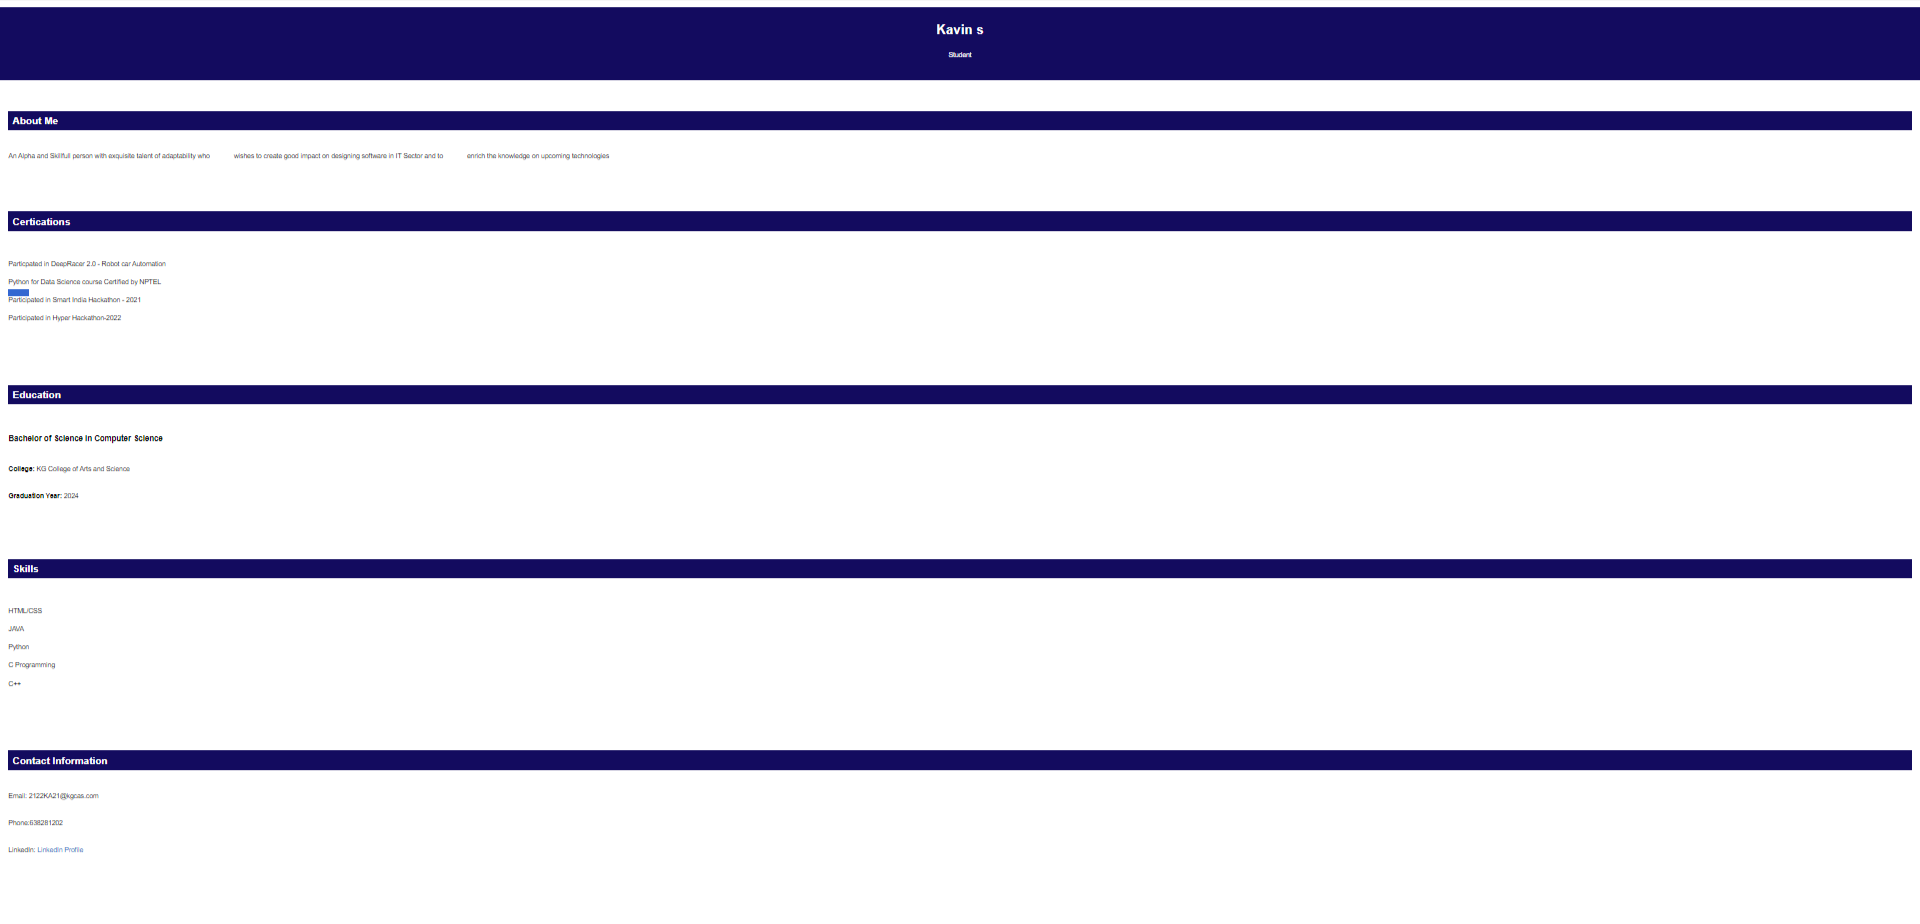 Kavin s
Student
About Me
An Alpha and Skillfull person with exquisite talent of adaptability who wishes to create good impact on designing software in IT Sector and to enrich the knowledge on upcoming technologies
Certications
Particpated in DeepRacer 2.0 - Robot car Automation
Python for Data Science course Certified by NPTEL
Participated in Smart India Hackathon - 2021
Participated in Hyper Hackathon-2022
Education
Bachelor of Science in Computer Science
College: KG College of Arts and Science
Graduation Year: 2024
Skills
HTML/CSS
JAVA
Python
C Programming
C++
Contact Information
Email: 2122KA21@kgcas.com
Phone:638281202
LinkedIn: LinkedIn Profile